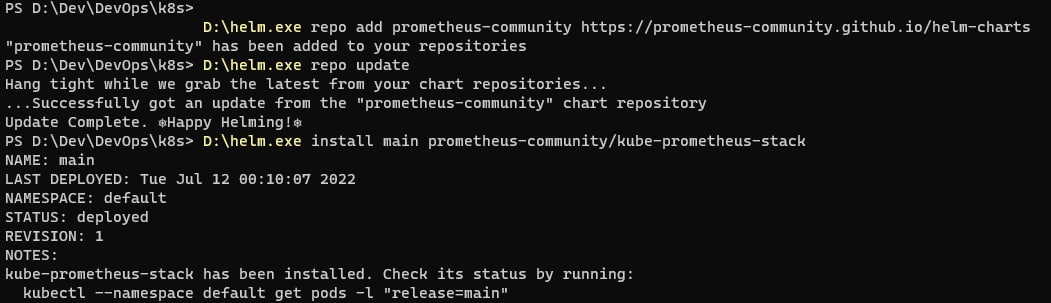 PS D:\Dev\DevOps\k8s>
D:\helm.exe repo add prometheus-community https://prometheus-community.github.io/helm-charts
"prometheus-community" has been added to your repositories
PS D:\Dev\DevOps\k8s> D:\helm.exe repo update
Hang tight while we grab the latest from your chart repositories...
...Successfully got an update from the "prometheus-community" chart repository
Update Complete. ⎈Happy Helming!⎈
PS D:\Dev\DevOps\k8s> D:\helm.exe install main prometheus-community/kube-prometheus-stack
NAME: main
LAST DEPLOYED: Tue Jul 12 00:10:07 2022
NAMESPACE: default
STATUS: deployed
REVISION: 1
NOTES:
kube-prometheus-stack has been installed. Check its status by running:
kubectl --namespace default get pods -l "release=main"